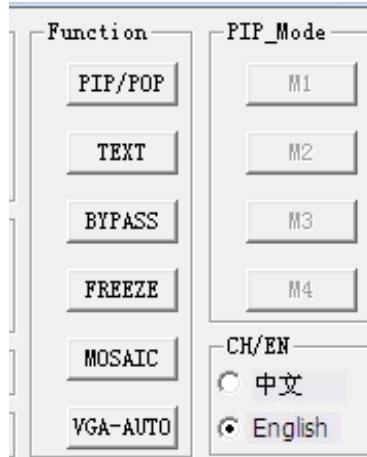 Function
PIP/POP
TEXT
BYPASS
FREEZE
MOSAIC
VGA-AUTO
PIP_Mode
M1
M2
M3
M4
CH/EN
中文
English